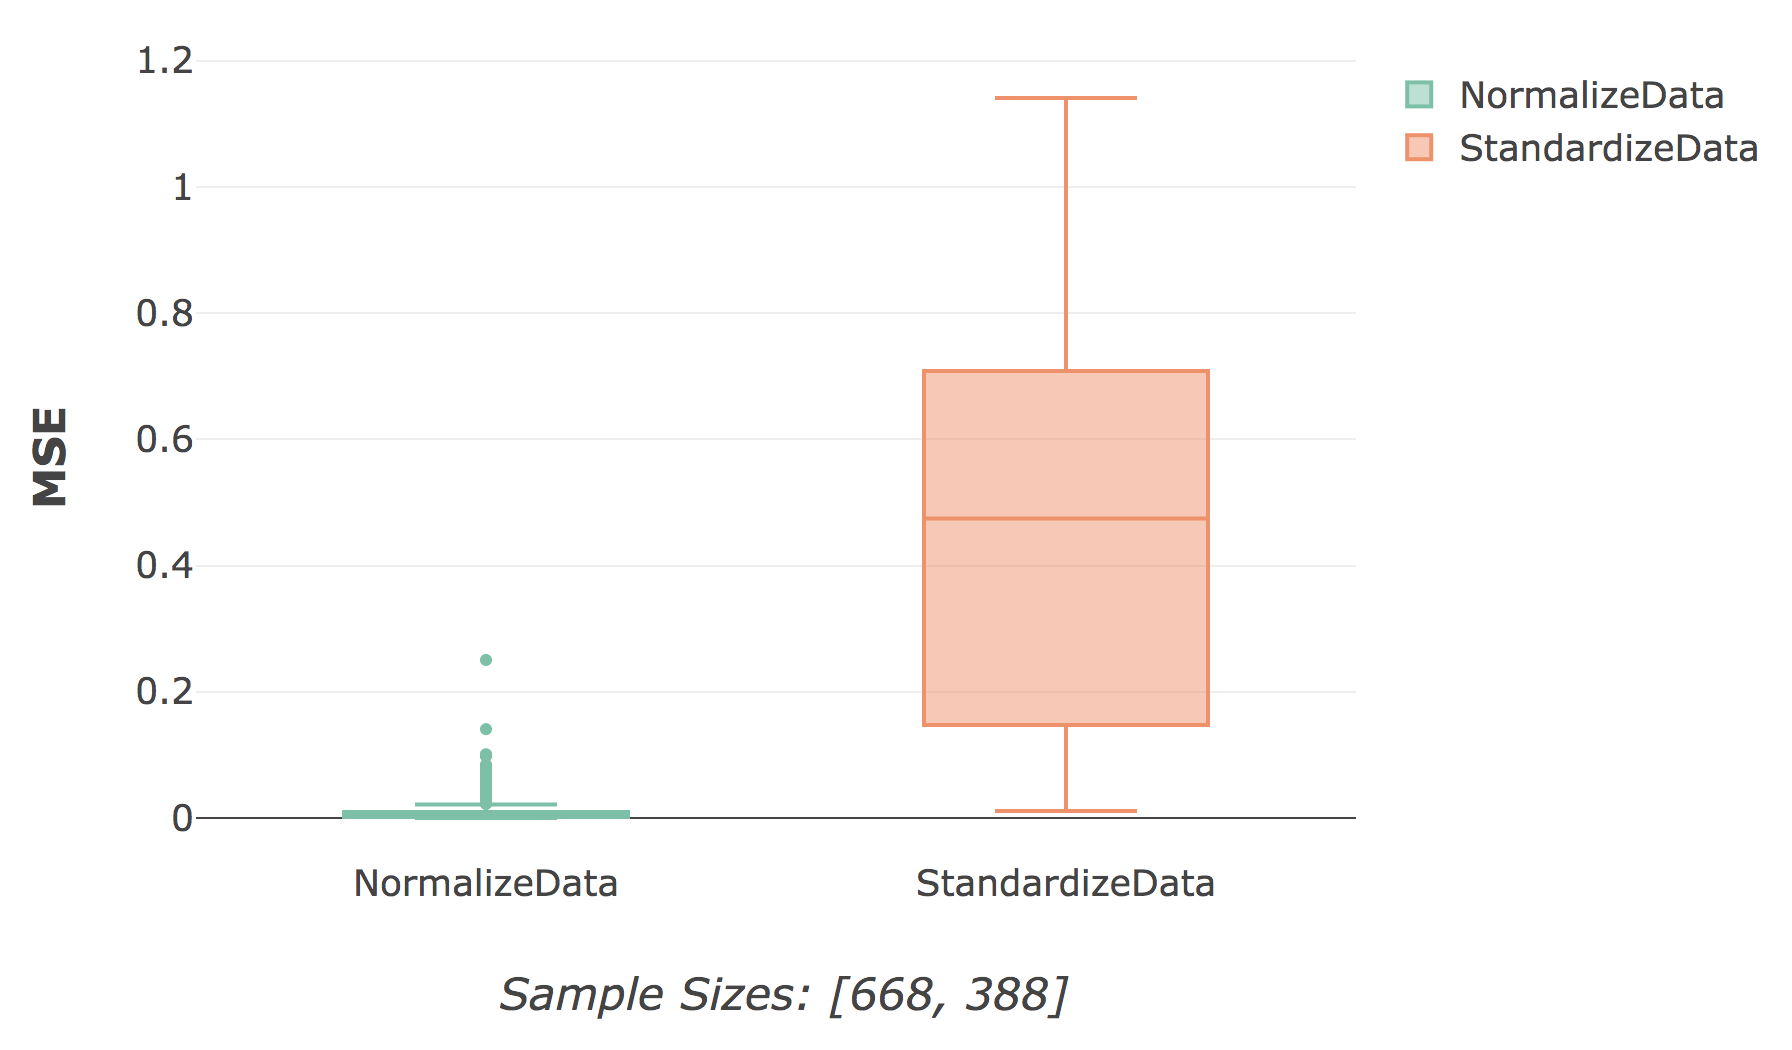 1.2
1
0.8
0.6
0.4
0.2
0
MSE
NormalizeData
StandardizeData
NormalizeData
StandardizeData
Sample Sizes: [668, 388]